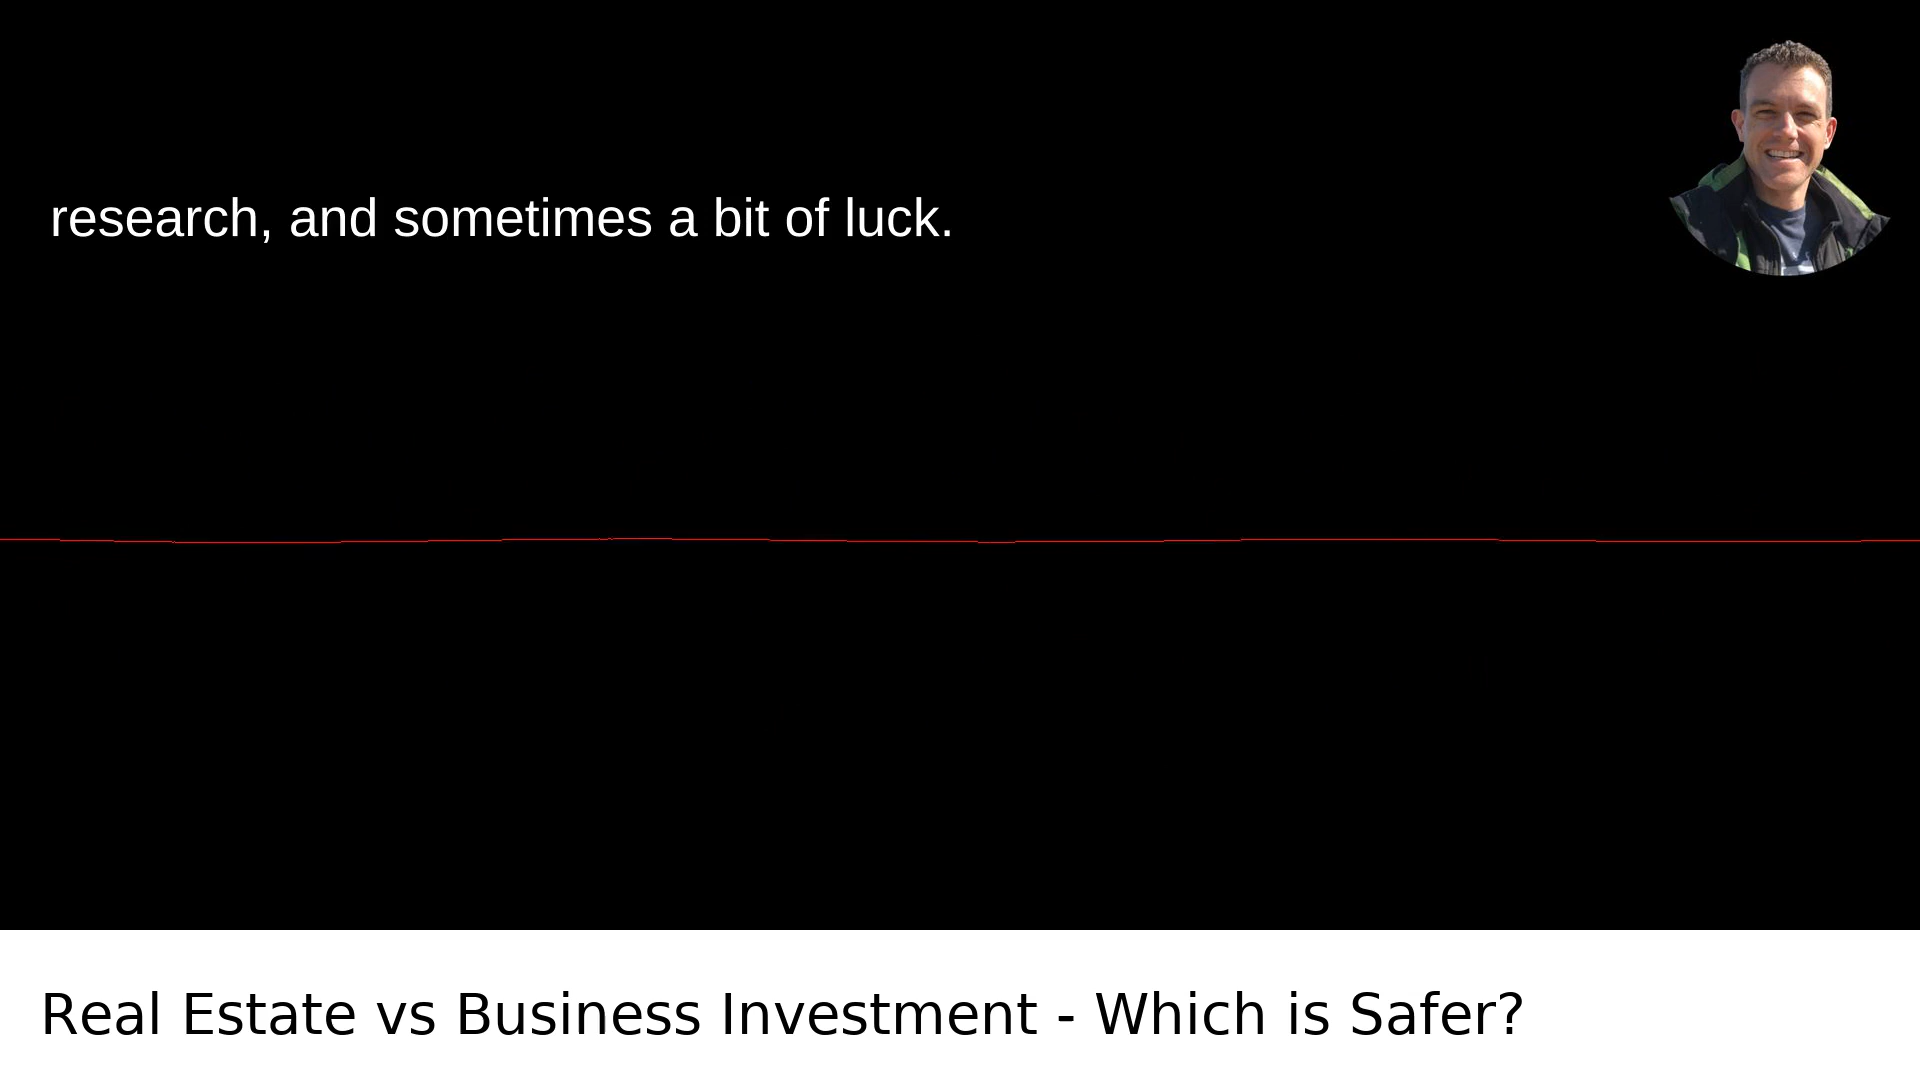 research, and sometimes a bit of luck.
Real Estate vs Business Investment - Which is Safer?